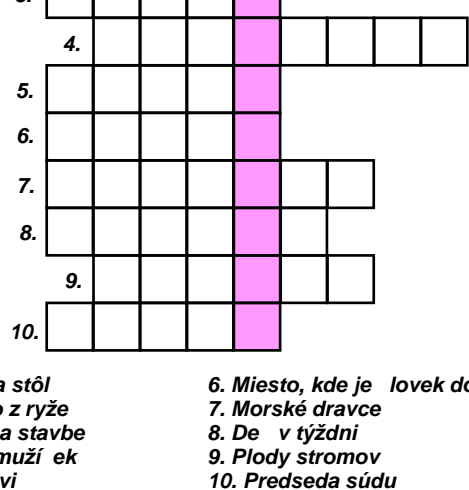 4.
5.
6.
7.
8.
9.
10.
a stôl
o z ryže
a stavbe
muží ek
vi
6. Miesto, kde je lovek do
7. Morské dravce
8. De v týždni
9. Plody stromov
10. Predseda súdu